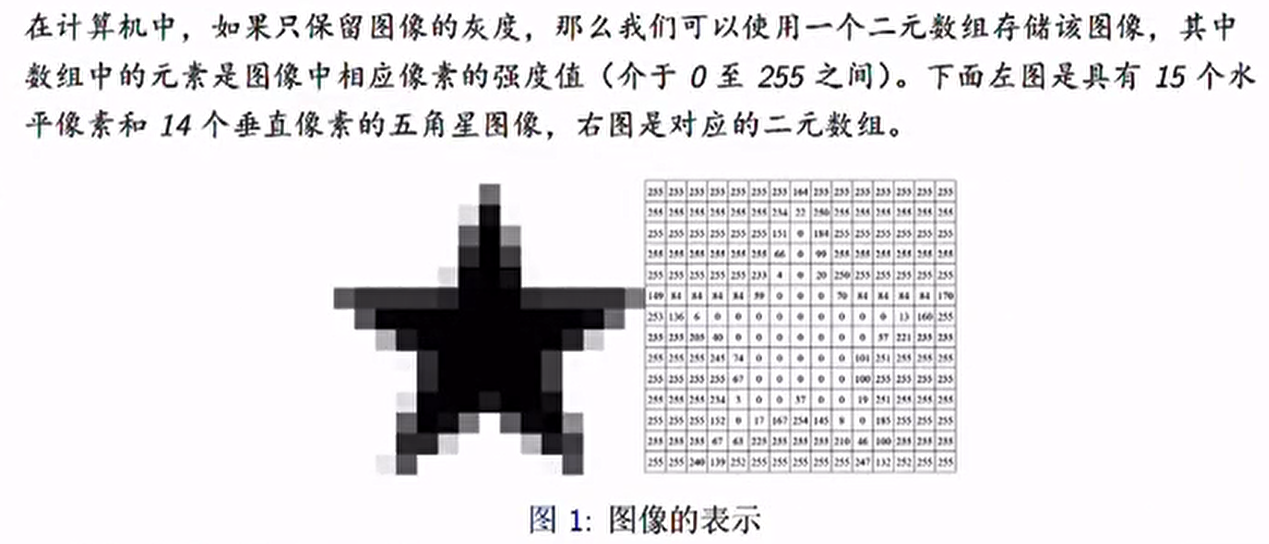 在计算机中，如果只保留图像的灰度，那么我们可以使用一个二元数组存储该图像，其中
数组中的元素是图像中相应像素的强度值（介于 0 至 255 之间）。下面左图是具有 15 个水
平像素和 14 个垂直像素的五角星图像，右图是对应的二元数组。
255 255 255 255 255 255 255 164 255 255 255 255 255 255 255
255 255 255 255 255 255 234 22 250 255 255 255 255 255 255
255 255 255 255 255 255 151 0 184 255 255 255 255 255 255
255 255 255 255 255 255 66 0 99 255 255 255 255 255 255
255 255 255 255 255 233 4 0 20 250 255 255 255 255 255
149 84 84 84 84 59 0 0 0 70 84 84 84 84 170
253 136 6 0 0 0 0 0 0 0 0 0 13 160 255
255 255 205 40 0 0 0 0 0 0 0 57 221 255 255
255 255 255 245 74 0 0 0 0 0 101 251 255 255 255
255 255 255 255 67 0 0 0 0 0 100 255 255 255 255
255 255 255 234 3 0 0 37 0 0 19 251 255 255 255
255 255 255 152 0 17 167 254 145 8 0 185 255 255 255
255 255 255 67 63 225 255 255 255 210 46 100 255 255 255
255 255 240 139 252 255 255 255 255 255 247 132 252 255 255
图 1: 图像的表示